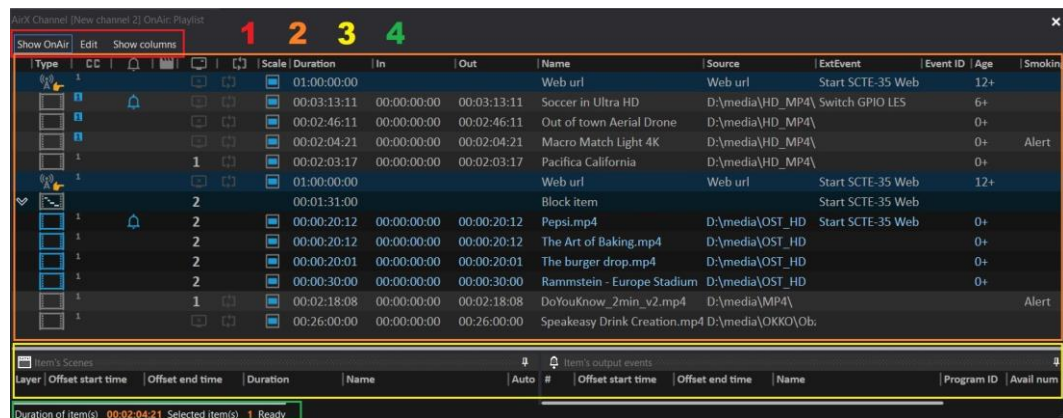 AirX Channel [New channel 2] OnAir: Playlist
1 2 3 4
Show OnAir Edit Show columns
Type CC Scale Duration In Out Name Source ExtEvent Event ID Age Smokin
1 01:00:00:00 Web url Web url Start SCTE-35 Web 12+
1 00:03:13:11 00:00:00:00 00:03:13:11 Soccer in Ultra HD D:\media\HD_MP4\ Switch GPIO LES 6+
1 00:02:46:11 00:00:00:00 00:02:46:11 Out of town Aerial Drone D:\media\HD_MP4\ 0+
1 00:02:04:21 00:00:00:00 00:02:04:21 Macro Match Light 4K D:\media\HD_MP4\ 0+ Alert
1 1 00:02:03:17 00:00:00:00 00:02:03:17 Pacifica California D:\media\HD_MP4\ 0+
1 01:00:00:00 Web url Web url Start SCTE-35 Web 12+
2 00:01:31:00 Block item Start SCTE-35 Web
1 2 00:00:20:12 00:00:00:00 00:00:20:12 Pepsi.mp4 D:\media\OST_HD Start SCTE-35 Web 0+
1 2 00:00:20:12 00:00:00:00 00:00:20:12 The Art of Baking.mp4 D:\media\OST_HD 0+
1 2 00:00:20:01 00:00:00:00 00:00:20:01 The burger drop.mp4 D:\media\OST_HD 0+
1 2 00:00:30:00 00:00:00:00 00:00:30:00 Rammstein - Europe Stadium D:\media\OST_HD 0+
1 1 00:02:18:08 00:00:00:00 00:02:18:08 DoYouKnow_2min_v2.mp4 D:\media\MP4\ Alert
1 00:26:00:00 00:00:00:00 00:26:00:00 Speakeasy Drink Creation.mp4 D:\media\OKKO\Ob
Item's Scenes Item's output events
Layer Offset start time Offset end time Duration Name Auto # Offset start time Offset end time Name Program ID Avail num
Duration of item(s) 00:02:04:21 Selected item(s) 1 Ready